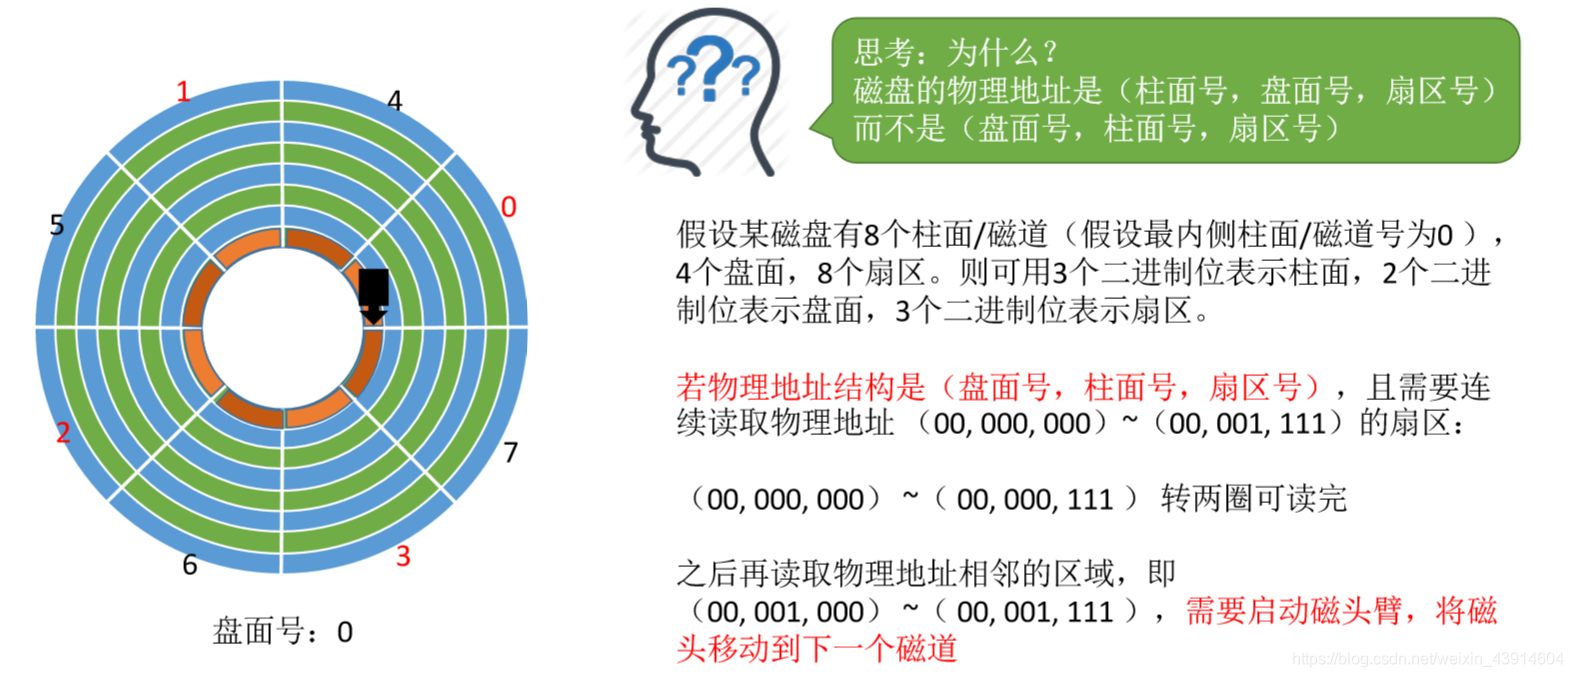 思考：为什么？
磁盘的物理地址是（柱面号，盘面号，扇区号）
而不是（盘面号，柱面号，扇区号）
? ? ?
1
4
0
5
2
7
6
3
盘面号：0
假设某磁盘有8个柱面/磁道（假设最内侧柱面/磁道号为0 ），
4个盘面，8个扇区。则可用3个二进制位表示柱面，2个二进
制位表示盘面，3个二进制位表示扇区。
若物理地址结构是（盘面号，柱面号，扇区号），且需要连
续读取物理地址 （00, 000, 000）~（00, 001, 111）的扇区：
（00, 000, 000） ~（ 00, 000, 111 ） 转两圈可读完
之后再读取物理地址相邻的区域，即
（00, 001, 000） ~（ 00, 001, 111 ），需要启动磁头臂，将磁
头移动到下一个磁道
https://blog.csdn.net/weixin_43914604